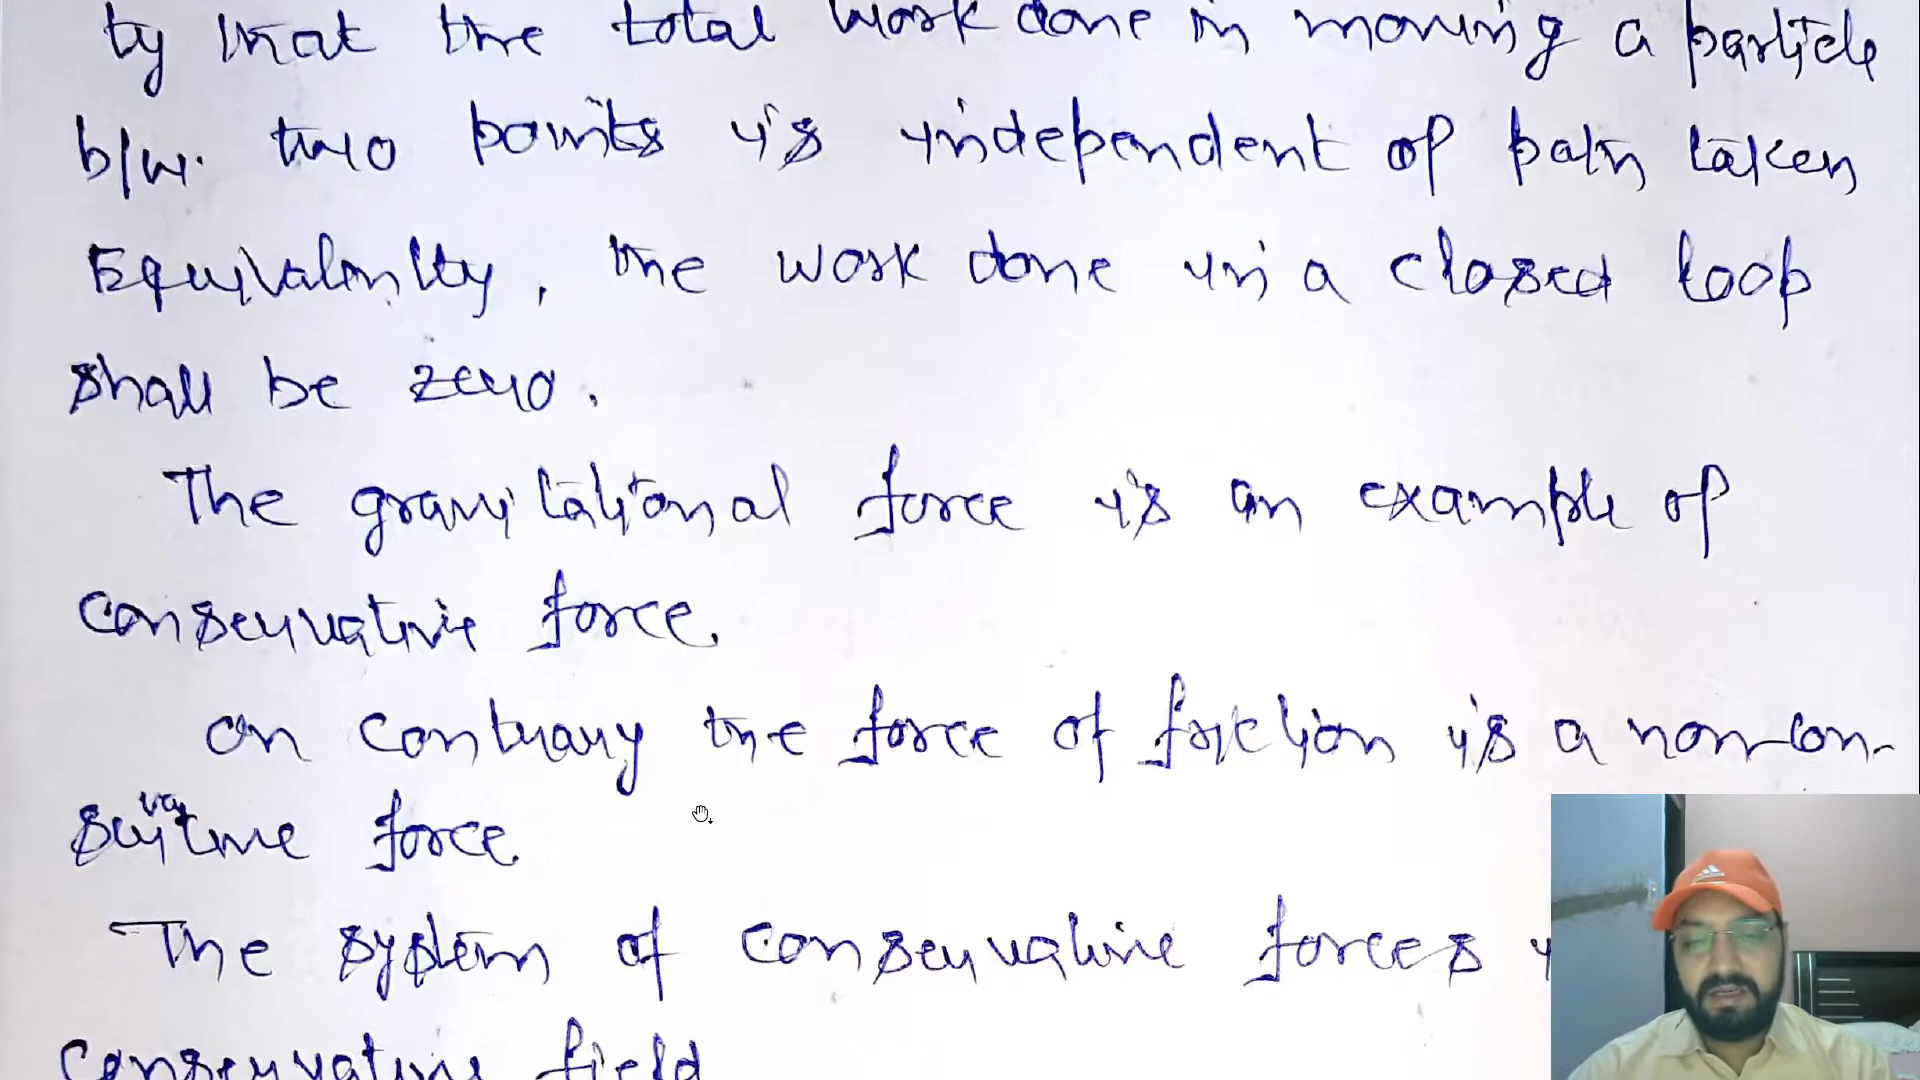 ty that the total work done in moving a particle
b/w. two points is independent of path taken
Equivalently, the work done in a closed loop
shall be zero.
The gravitational force is an example of
conservative force.
on contrary the force of friction is a non-con-
servative force.
The system of conservative forces
conservative field